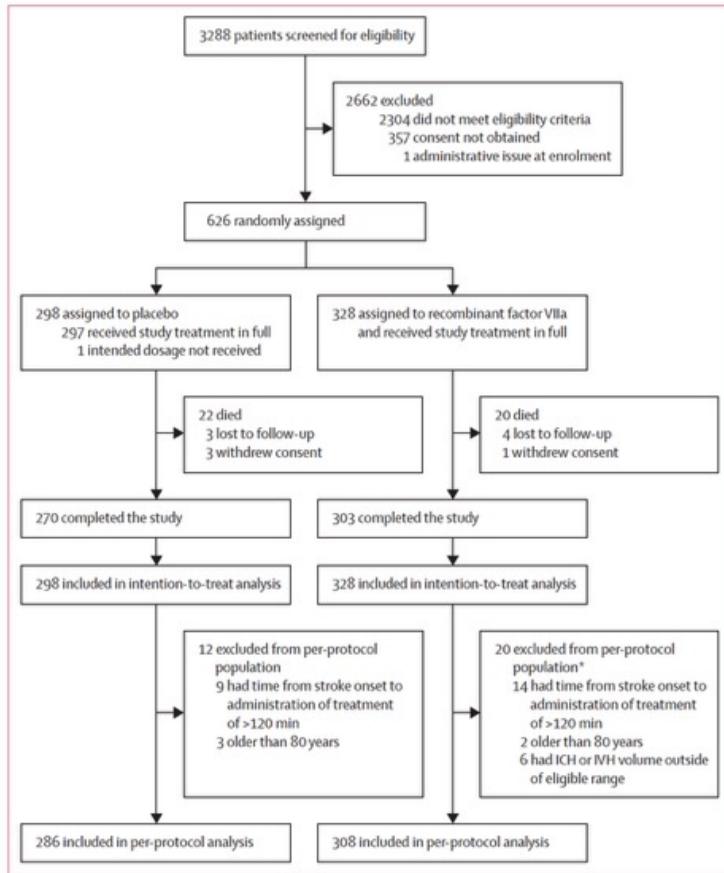 3288 patients screened for eligibility
2662 excluded
2304 did not meet eligibility criteria
357 consent not obtained
1 administrative issue at enrolment
626 randomly assigned
298 assigned to placebo
297 received study treatment in full
1 intended dosage not received
328 assigned to recombinant factor VIIa
and received study treatment in full
22 died
3 lost to follow-up
3 withdrew consent
20 died
4 lost to follow-up
1 withdrew consent
270 completed the study
303 completed the study
298 included in intention-to-treat analysis
328 included in intention-to-treat analysis
12 excluded from per-protocol
population
9 had time from stroke onset to
administration of treatment
of >120 min
3 older than 80 years
20 excluded from per-protocol
population*
14 had time from stroke onset to
administration of treatment
of >120 min
2 older than 80 years
6 had ICH or IVH volume outside
of eligible range
286 included in per-protocol analysis
308 included in per-protocol analysis